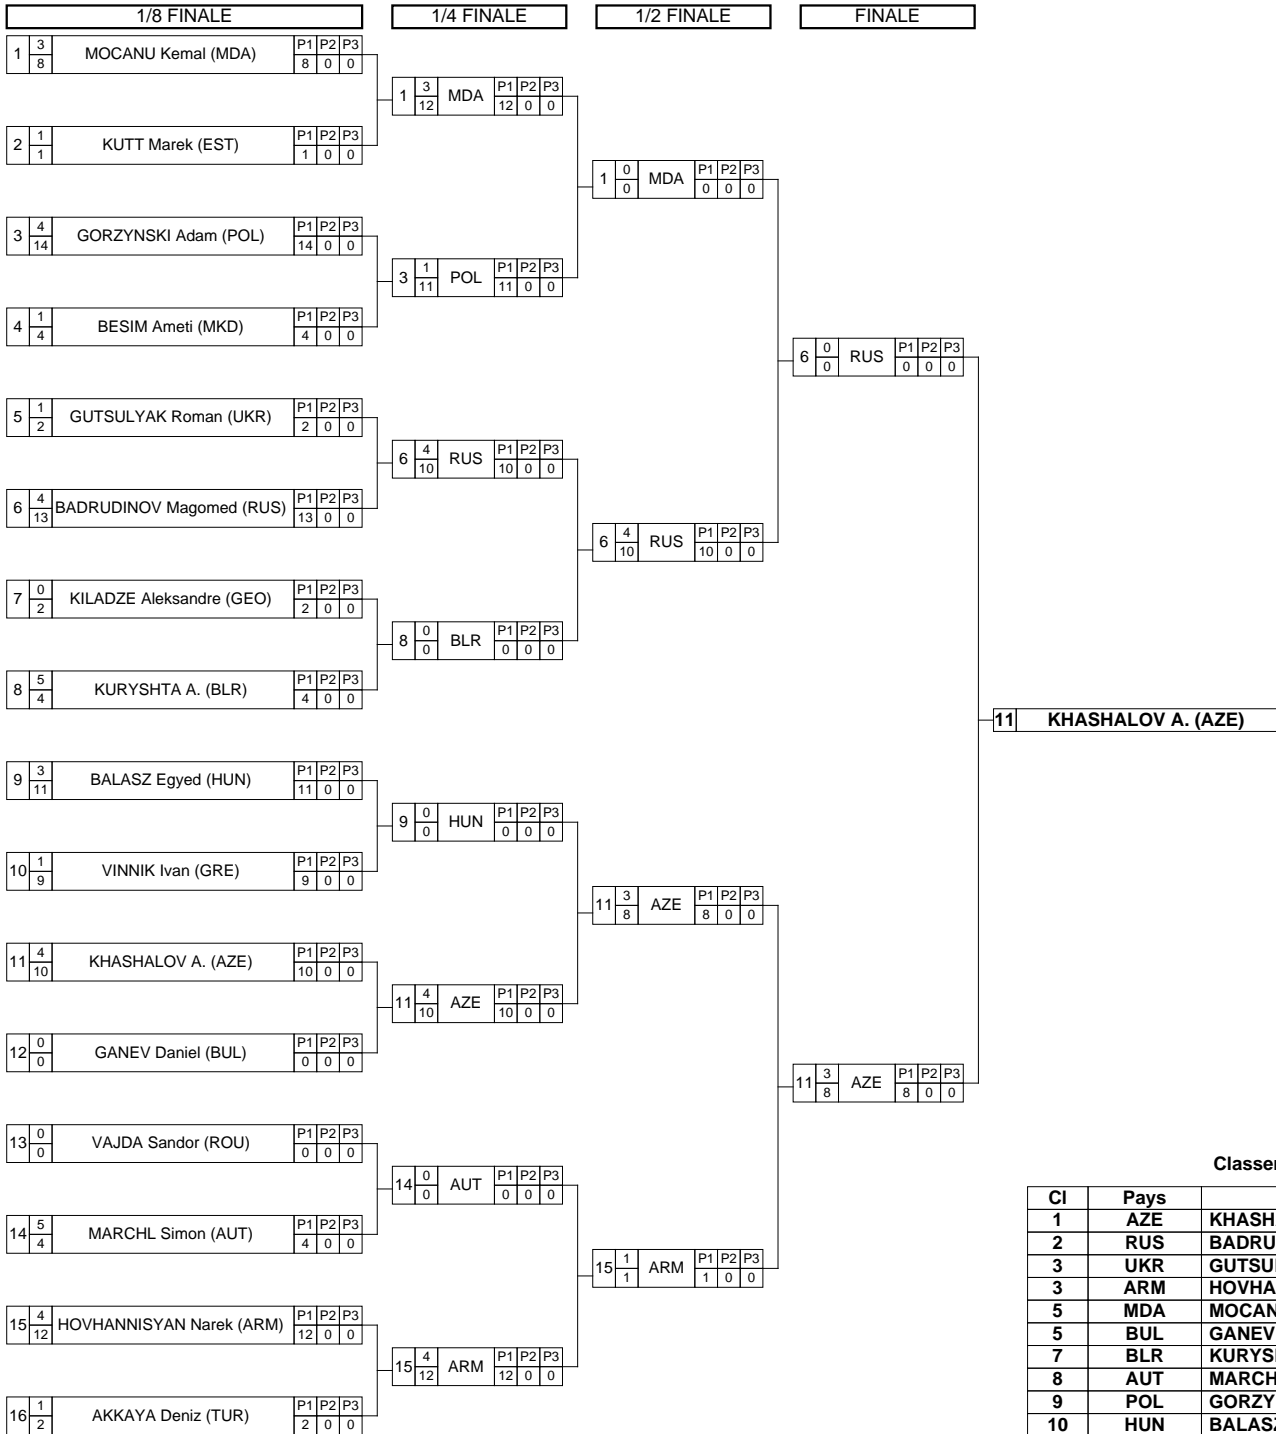 1/8 FINALE 1/4 FINALE 1/2 FINALE FINALE
1 3 8 MOCANU Kemal (MDA) P1 P2 P3 8 0 0
1 3 12 MDA P1 P2 P3 12 0 0
2 1 1 KUTT Marek (EST) P1 P2 P3 1 0 0
1 0 0 MDA P1 P2 P3 0 0 0
3 4 14 GORZYNSKI Adam (POL) P1 P2 P3 14 0 0
3 1 11 POL P1 P2 P3 11 0 0
4 1 4 BESIM Ameti (MKD) P1 P2 P3 4 0 0
6 0 0 RUS P1 P2 P3 0 0 0
5 1 2 GUTSULYAK Roman (UKR) P1 P2 P3 2 0 0
6 4 10 RUS P1 P2 P3 10 0 0
6 4 13 BADRUDINOV Magomed (RUS) P1 P2 P3 13 0 0
6 4 10 RUS P1 P2 P3 10 0 0
7 0 2 KILADZE Aleksandre (GEO) P1 P2 P3 2 0 0
8 0 0 BLR P1 P2 P3 0 0 0
8 5 4 KURYSHTA A. (BLR) P1 P2 P3 4 0 0
11 KHASHALOV A. (AZE)
9 3 11 BALASZ Egyed (HUN) P1 P2 P3 11 0 0
9 0 0 HUN P1 P2 P3 0 0 0
10 1 9 VINNIK Ivan (GRE) P1 P2 P3 9 0 0
11 3 8 AZE P1 P2 P3 8 0 0
11 4 10 KHASHALOV A. (AZE) P1 P2 P3 10 0 0
11 4 10 AZE P1 P2 P3 10 0 0
12 0 0 GANEV Daniel (BUL) P1 P2 P3 0 0 0
11 3 8 AZE P1 P2 P3 8 0 0
13 0 0 VAJDA Sandor (ROU) P1 P2 P3 0 0 0
14 0 0 AUT P1 P2 P3 0 0 0
14 5 4 MARCHL Simon (AUT) P1 P2 P3 4 0 0
15 1 1 ARM P1 P2 P3 1 0 0
15 4 12 HOVHANNISYAN Narek (ARM) P1 P2 P3 12 0 0
15 4 12 ARM P1 P2 P3 12 0 0
16 1 2 AKKAYA Deniz (TUR) P1 P2 P3 2 0 0
Classe
Cl Pays
1 AZE KHASH
2 RUS BADRU
3 UKR GUTSU
3 ARM HOVHA
5 MDA MOCAN
5 BUL GANEV
7 BLR KURYS
8 AUT MARCH
9 POL GORZY
10 HUN BALASZ